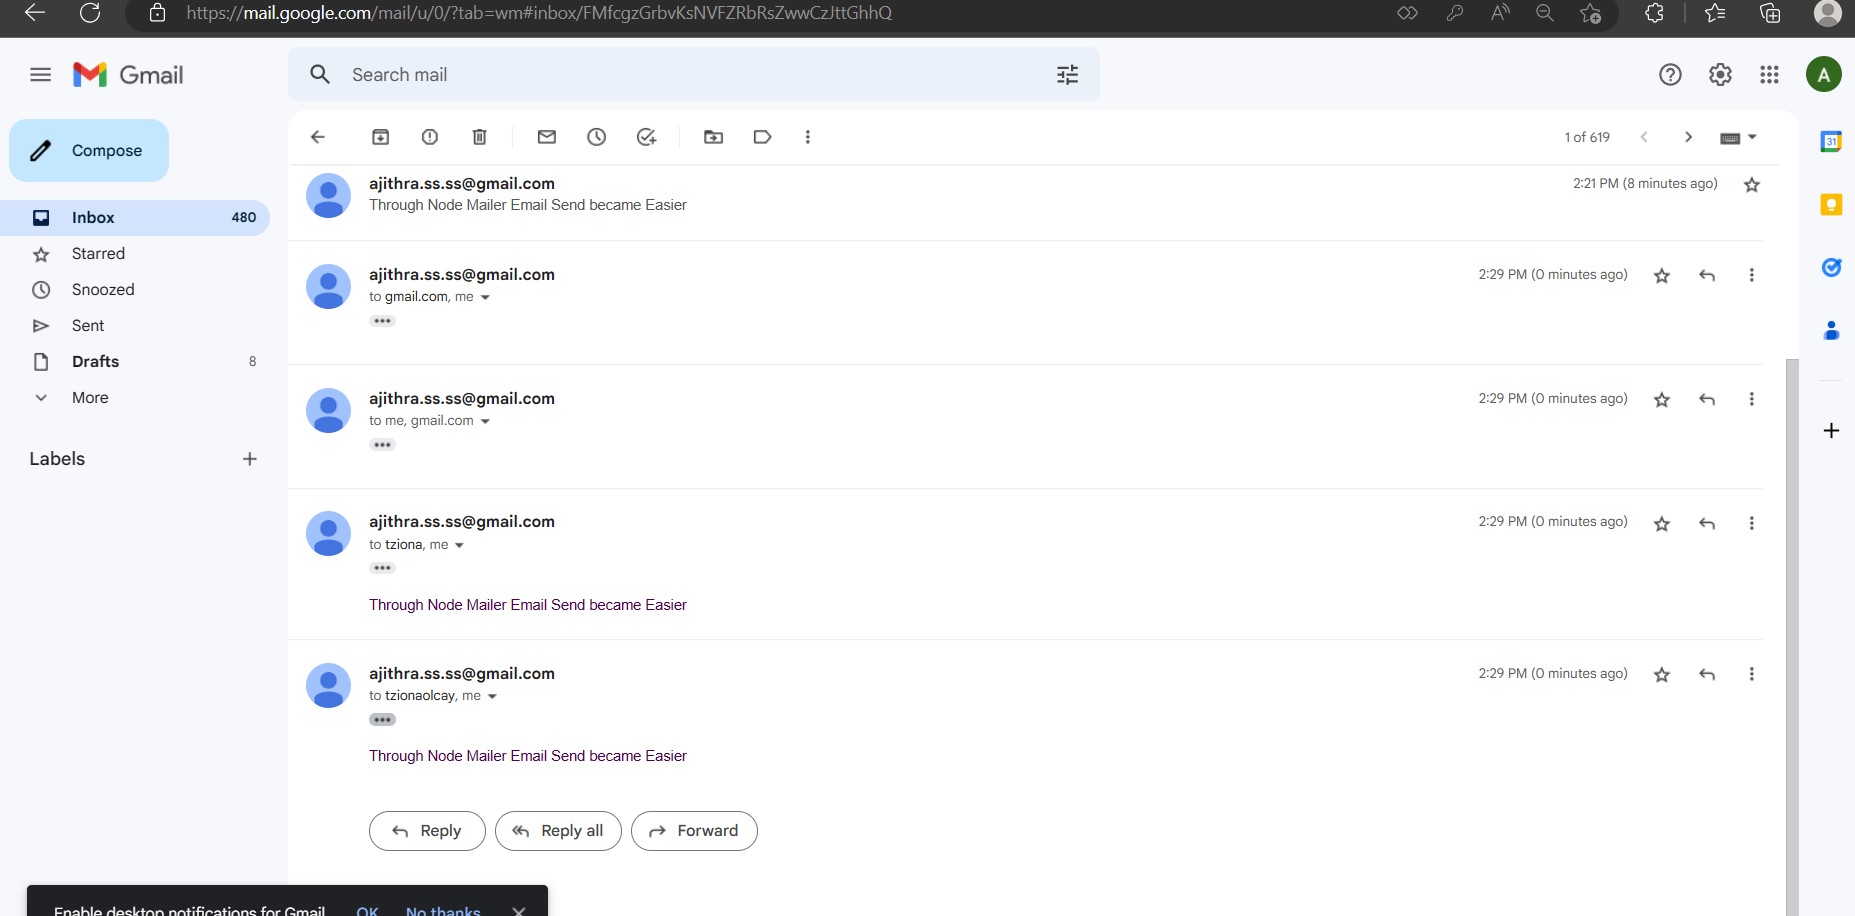 https://mail.google.com/mail/u/0/?tab=wm#inbox/FMfcgzGrbvKsNVFZRbRsZwwCzJttGhhQ
Gmail
Search mail
A
Compose
1 of 619
31
Inbox 480
Starred
Snoozed
Sent
Drafts 8
More
Labels
ajithra.ss.ss@gmail.com 2:21 PM (8 minutes ago)
Through Node Mailer Email Send became Easier
ajithra.ss.ss@gmail.com 2:29 PM (0 minutes ago)
to gmail.com, me
ajithra.ss.ss@gmail.com 2:29 PM (0 minutes ago)
to me, gmail.com
ajithra.ss.ss@gmail.com 2:29 PM (0 minutes ago)
to tziona, me
Through Node Mailer Email Send became Easier
ajithra.ss.ss@gmail.com 2:29 PM (0 minutes ago)
to tzionaolcay, me
Through Node Mailer Email Send became Easier
Reply Reply all Forward
Enable desktop notifications for Gmail. OK No thanks